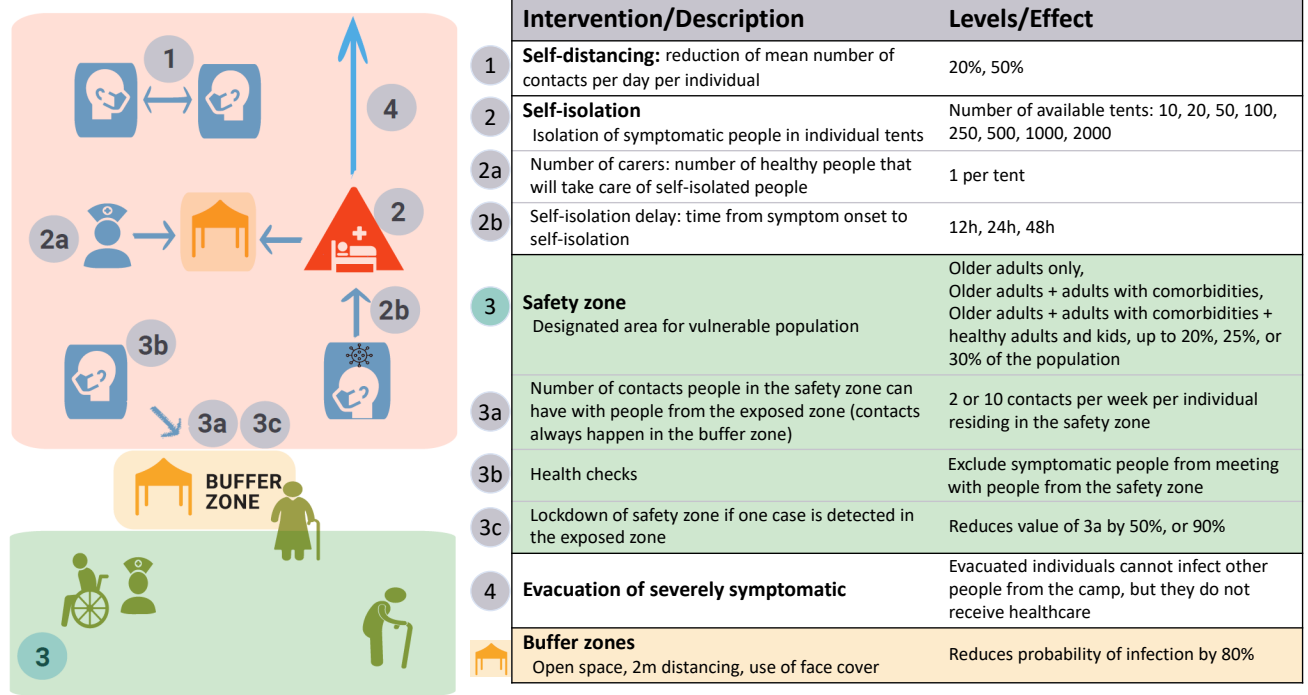 1
4
2
2a
2b
3b
3a
3c
BUFFER
ZONE
3
Intervention/Description
Levels/Effect
1
Self-distancing: reduction of mean number of
contacts per day per individual
20%, 50%
2
Self-isolation
Isolation of symptomatic people in individual tents
Number of available tents: 10, 20, 50, 100,
250, 500, 1000, 2000
2a
Number of carers: number of healthy people that
will take care of self-isolated people
1 per tent
2b
Self-isolation delay: time from symptom onset to
self-isolation
12h, 24h, 48h
3
Safety zone
Designated area for vulnerable population
Older adults only,
Older adults + adults with comorbidities,
Older adults + adults with comorbidities +
healthy adults and kids, up to 20%, 25%, or
30% of the population
3a
Number of contacts people in the safety zone can
have with people from the exposed zone (contacts
always happen in the buffer zone)
2 or 10 contacts per week per individual
residing in the safety zone
3b
Health checks
Exclude symptomatic people from meeting
with people from the safety zone
3c
Lockdown of safety zone if one case is detected in
the exposed zone
Reduces value of 3a by 50%, or 90%
4
Evacuation of severely symptomatic
Evacuated individuals cannot infect other
people from the camp, but they do not
receive healthcare
Buffer zones
Open space, 2m distancing, use of face cover
Reduces probability of infection by 80%